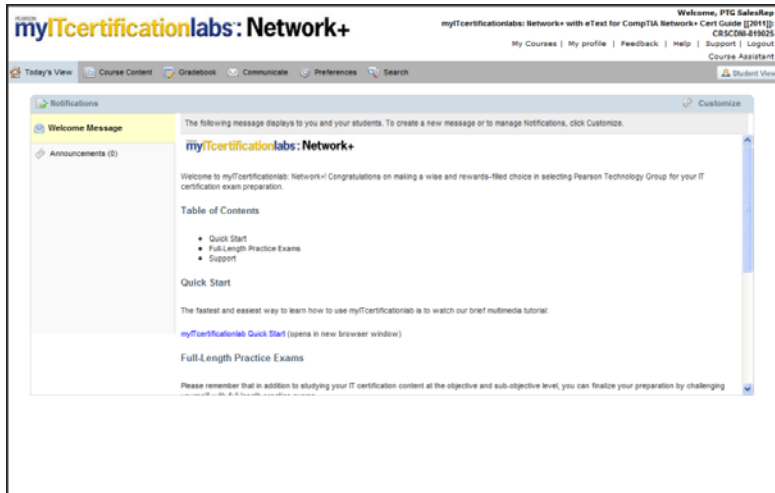 PEARSON
myITcertificationlabs: Network+
Welcome, PTG SalesRep
myITcertificationlabs: Network+ with eText for CompTIA Network+ Cert Guide [[2011]]:
CRSCDNI-819025
My Courses | My profile | Feedback | Help | Support | Logout
Course Assistant
Today's View Course Content Gradebook Communicate Preferences Search Student View
Notifications Customize
Welcome Message
Announcements (0)
The following message displays to you and your students. To create a new message or to manage Notifications, click Customize.
myITcertificationlabs: Network+
Welcome to myITcertificationlab: Network+! Congratulations on making a wise and rewards-filled choice in selecting Pearson Technology Group for your IT
certification exam preparation.
Table of Contents
• Quick Start
• Full-Length Practice Exams
• Support
Quick Start
The fastest and easiest way to learn how to use myITcertificationlab is to watch our brief multimedia tutorial:
myITcertificationlab Quick Start (opens in new browser window)
Full-Length Practice Exams
Please remember that in addition to studying your IT certification content at the objective and sub-objective level, you can finalize your preparation by challenging
yourself with full-length practice exams